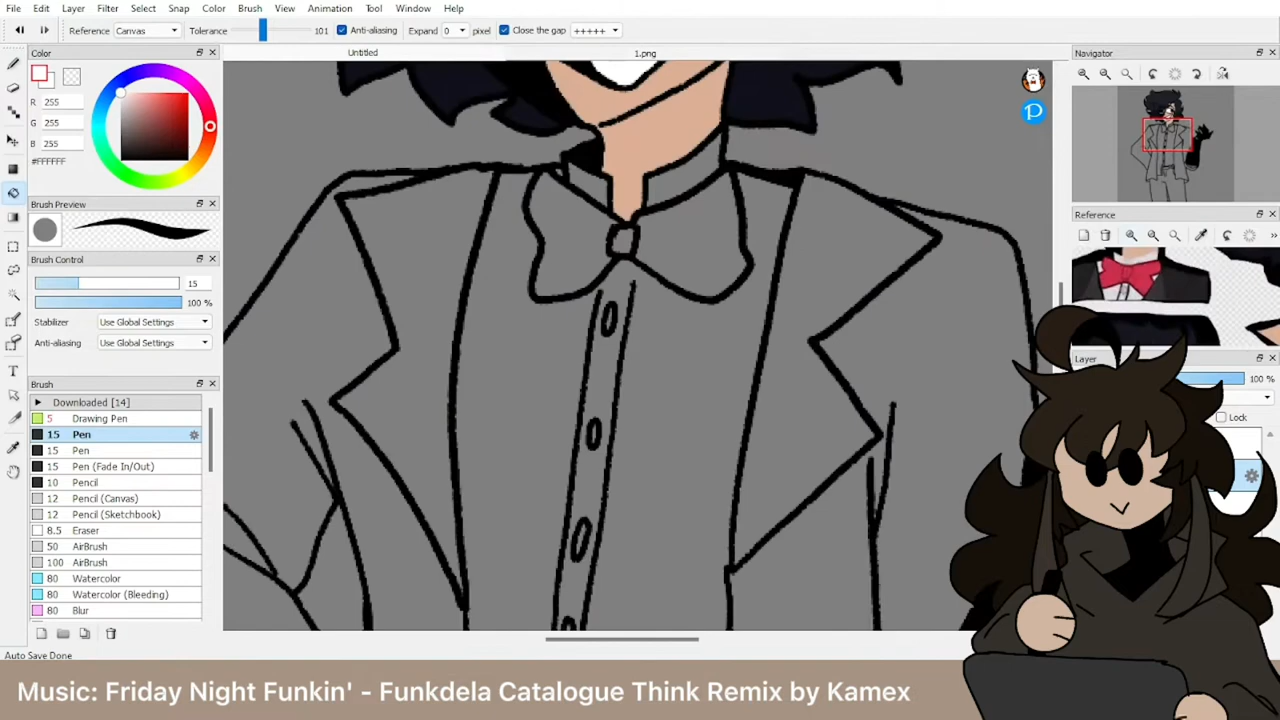 File Edit Layer Filter Select Snap Color Brush View Animation Tool Window Help
Reference Canvas Tolerance 101 Anti-aliasing Expand 0 pixel Close the gap +++++
Color
Untitled
1.png
Navigator
R 255
G 255
B 255
#FFFFFF
Brush Preview
Reference
Brush Control
15
100 %
Stabilizer Use Global Settings
Anti-aliasing Use Global Settings
Layer
100 %
Lock
Brush
Downloaded [14]
5 Drawing Pen
15 Pen
15 Pen
15 Pen (Fade In/Out)
10 Pencil
12 Pencil (Canvas)
12 Pencil (Sketchbook)
8.5 Eraser
50 AirBrush
100 AirBrush
80 Watercolor
80 Watercolor (Bleeding)
80 Blur
Auto Save Done
Music: Friday Night Funkin' - Funkdela Catalogue Think Remix by Kamex